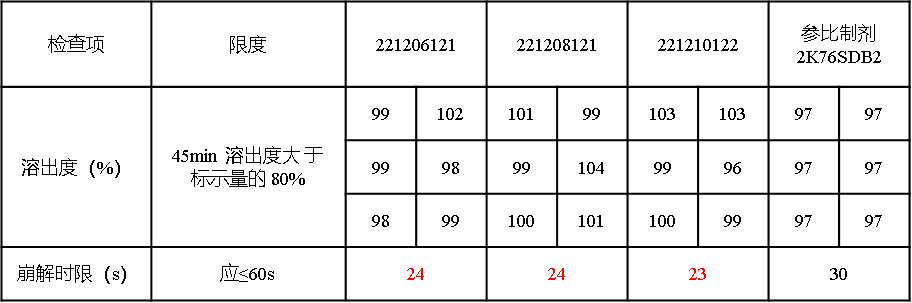 检查项 限度 221206121 221208121 221210122 参比制剂
2K76SDB2
99 102 101 99 103 103 97 97
溶出度（%） 45min 溶出度大于
标示量的80%
99 98 99 104 99 96 97 97
98 99 100 101 100 99 97 97
崩解时限（s） 应≤60s 24 24 23 30